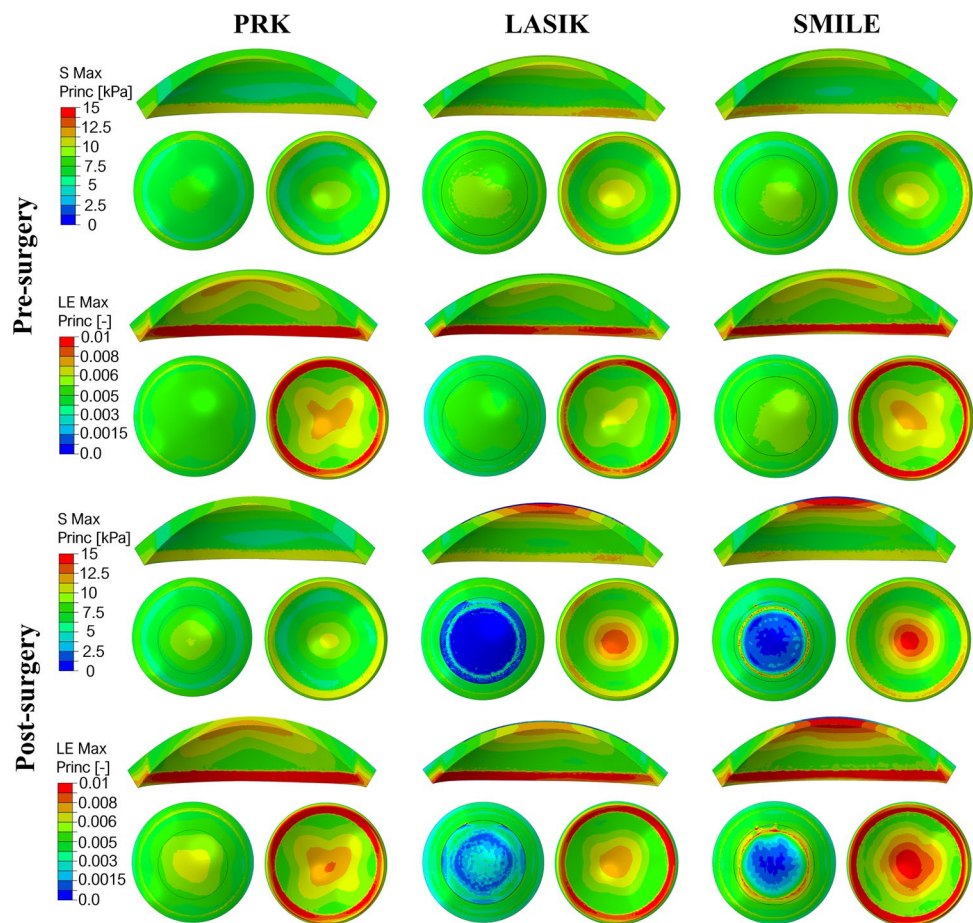 PRK LASIK SMILE
Pre-surgery
S Max
Princ [kPa]
15
12.5
10
7.5
5
2.5
0
LE Max
Princ [-]
0.01
0.008
0.006
0.005
0.003
0.0015
0.0
Post-surgery
S Max
Princ [kPa]
15
12.5
10
7.5
5
2.5
0
LE Max
Princ [-]
0.01
0.008
0.006
0.005
0.003
0.0015
0.0